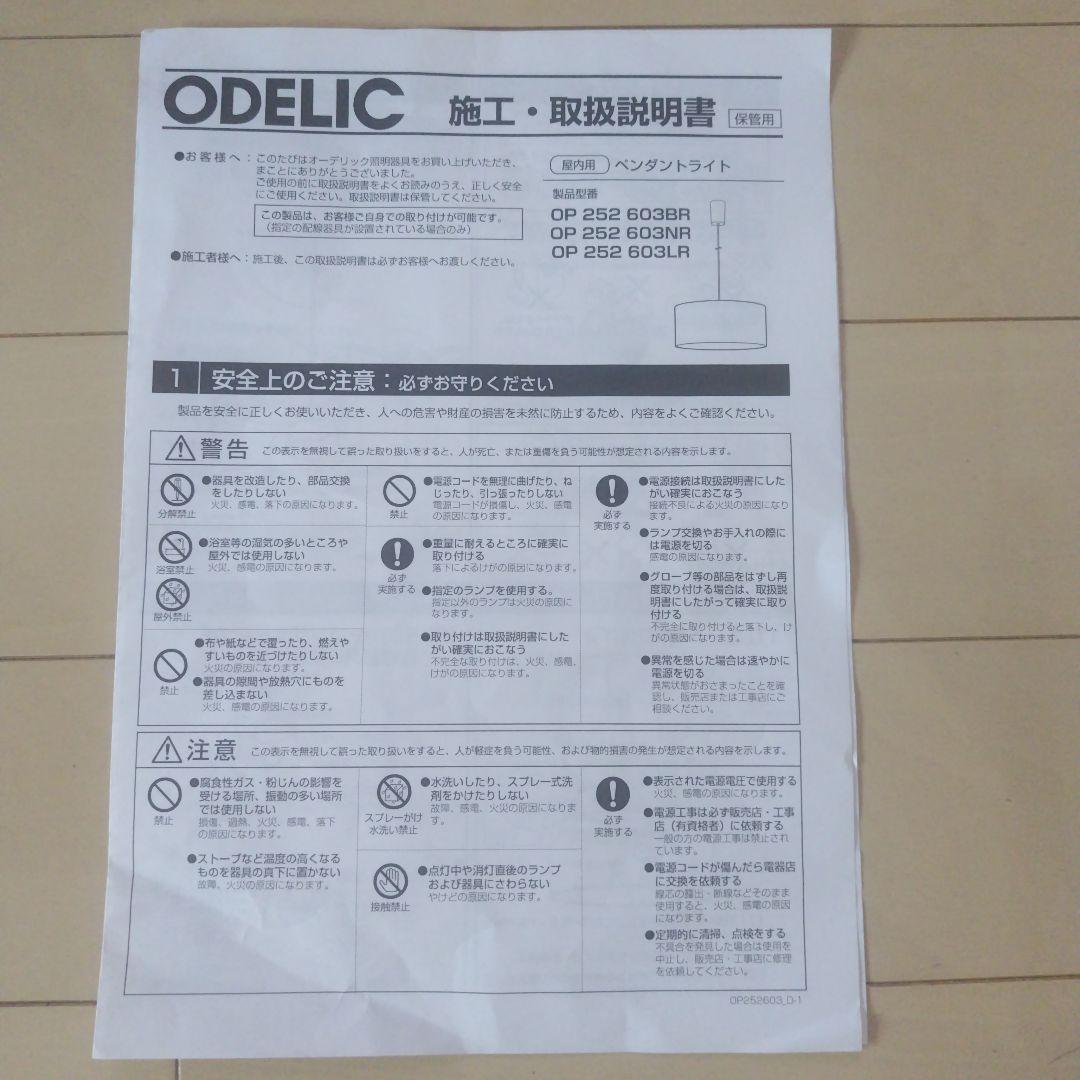 ODELIC 施工・取扱説明書 保管用
●お客様へ：このたびはオーデリック照明器具をお買い上げいただき、
まことにありがとうございました。
ご使用の前に取扱説明書をよくお読みのうえ、正しく安全
にご使用ください。取扱説明書は保管してください。
この製品は、お客様ご自身での取り付けが可能です。
（指定の配線器具が設置されている場合のみ）
●施工者様へ：施工後、この取扱説明書は必ずお客様へお渡しください。
屋内用 ペンダントライト
製品型番
OP 252 603BR
OP 252 603NR
OP 252 603LR
1 安全上のご注意：必ずお守りください
製品を安全に正しくお使いいただき、人への危害や財産の損害を未然に防止するため、内容をよくご確認ください。
警告 この表示を無視して誤った取り扱いをすると、人が死亡、または重傷を負う可能性が想定される内容を示します。
分解禁止
●器具を改造したり、部品交換
をしたりしない
火災、感電、落下の原因になります。
浴室禁止
屋外禁止
●浴室等の湿気の多いところや
屋外では使用しない
火災、感電の原因になります。
禁止
●布や紙などで覆ったり、燃えや
すいものを近づけたりしない
火災の原因になります。
●器具の隙間や放熱穴にものを
差し込まない
火災、感電の原因になります。
禁止
●電源コードを無理に曲げたり、ね
じったり、引っ張ったりしない
電源コードが損傷し、火災、感電
の原因になります。
必ず
実施する
●重量に耐えるところに確実に
取り付ける
落下によるけがの原因になります。
●指定のランプを使用する。
指定以外のランプは火災の原因に
なります。
●取り付けは取扱説明書にした
がい確実におこなう
不完全な取り付けは、火災、感電、
けがの原因になります。
必ず
実施する
●電源接続は取扱説明書にした
がい確実におこなう
接続不良による火災の原因になり
ます。
●ランプ交換やお手入れの際に
は電源を切る
感電の原因になります。
●グローブ等の部品をはずし再
度取り付ける場合は、取扱説
明書にしたがって確実に取り
付ける
不完全に取り付けると落下し、け
がの原因になります。
●異常を感じた場合は速やかに
電源を切る
異常状態がおさまったことを確
認し、販売店または工事店にご
相談ください。
注意 この表示を無視して誤った取り扱いをすると、人が軽症を負う可能性、および物的損害の発生が想定される内容を示します。
禁止
●腐食性ガス・粉じんの影響を
受ける場所、振動の多い場所
では使用しない
損傷、過熱、火災、感電、落下
の原因になります。
●ストーブなど温度の高くなる
ものを器具の真下に置かない
故障、火災の原因になります。
スプレーがけ
水洗い禁止
●水洗いしたり、スプレー式洗
剤をかけたりしない
故障、感電、火災の原因になりま
す。
接触禁止
●点灯中や消灯直後のランプ
および器具にさわらない
やけどの原因になります。
必ず
実施する
●表示された電源電圧で使用する
火災、感電の原因になります。
●電源工事は必ず販売店・工事
店（有資格者）に依頼する
一般の方の電源工事は禁止され
ています。
●電源コードが傷んだら電器店
に交換を依頼する
線芯の露出・断線などそのまま
使用すると、火災、感電の原因
になります。
●定期的に清掃、点検をする
不具合を発見した場合は使用を
中止し、販売店・工事店に修理
を依頼してください。
OP252603_D-1